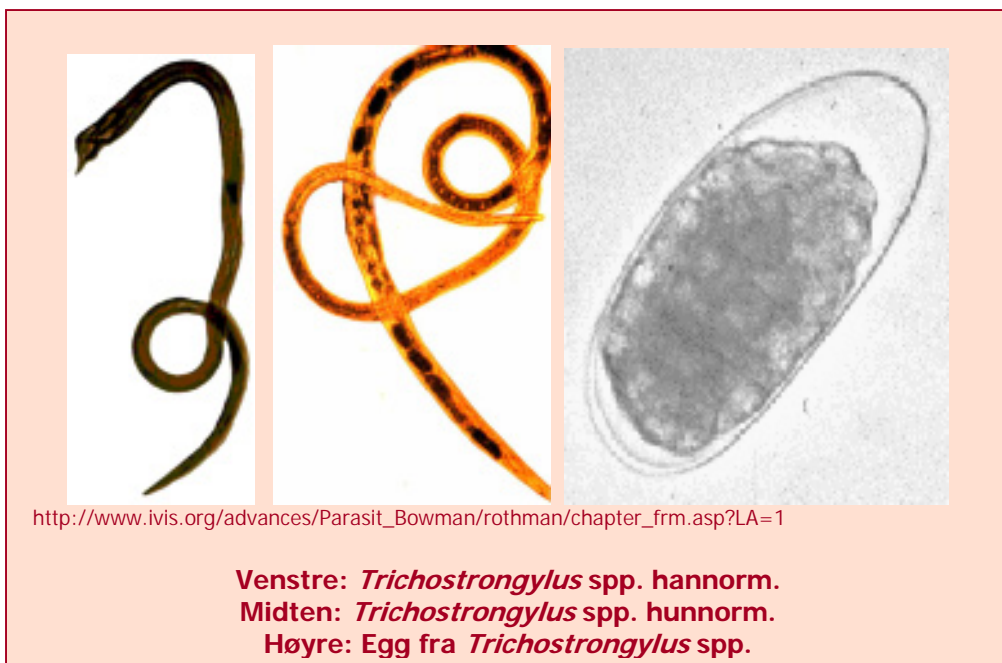 http://www.ivis.org/advances/Parasit_Bowman/rothman/chapter_frm.asp?LA=1
Venstre: Trichostrongylus spp. hannorm.
Midten: Trichostrongylus spp. hunnorm.
Høyre: Egg fra Trichostrongylus spp.